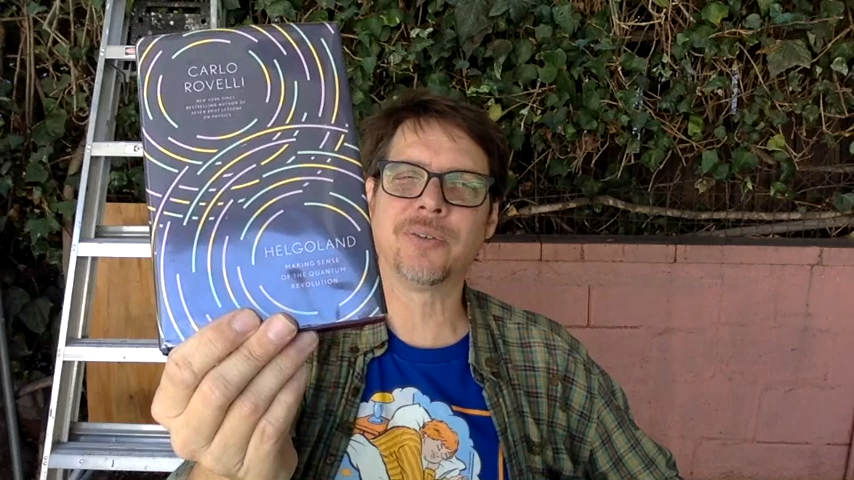 CARLO
ROVELLI
NEW YORK TIMES
BESTSELLING AUTHOR OF
SEVEN BRIEF LESSONS
ON PHYSICS
HELGOLAND
MAKING SENSE
OF THE QUANTUM
REVOLUTION